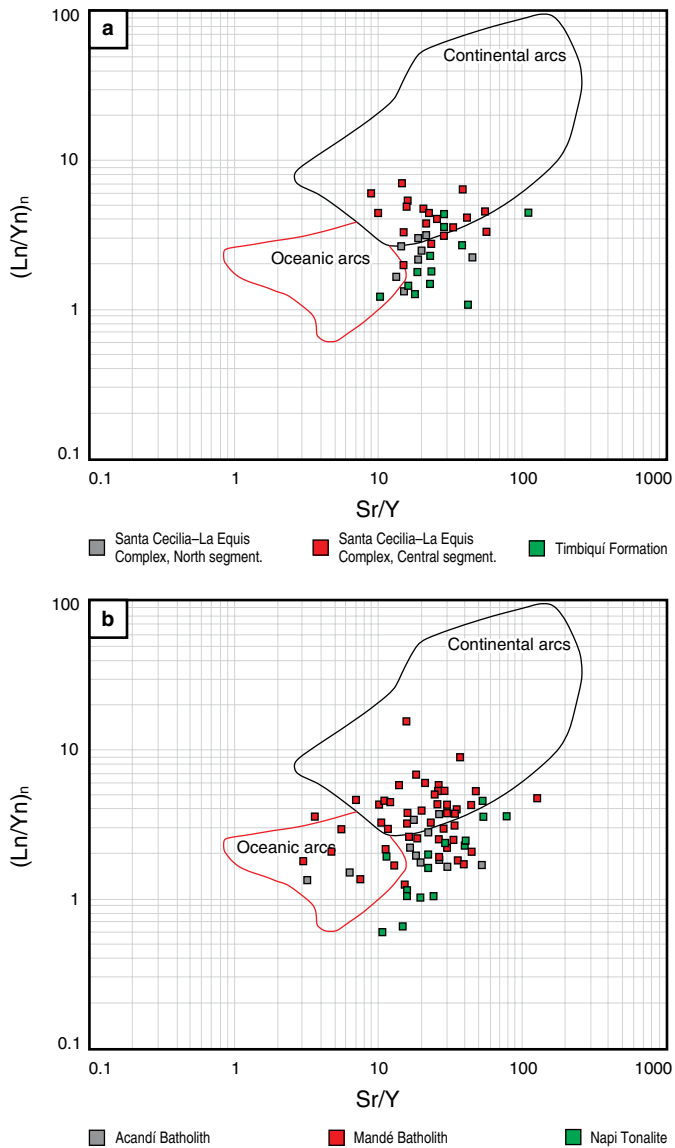 100
a
Continental arcs
10
(Ln/Yn)n
Oceanic arcs
1
0.1
0.1 1 10 100 1000
Sr/Y
Santa Cecilia–La Equis
Complex, North segment.
Santa Cecilia–La Equis
Complex, Central segment.
Timbiquí Formation
100
b
Continental arcs
10
(Ln/Yn)n
Oceanic arcs
1
0.1
0.1 1 10 100 1000
Sr/Y
Acandí Batholith
Mandé Batholith
Napi Tonalite